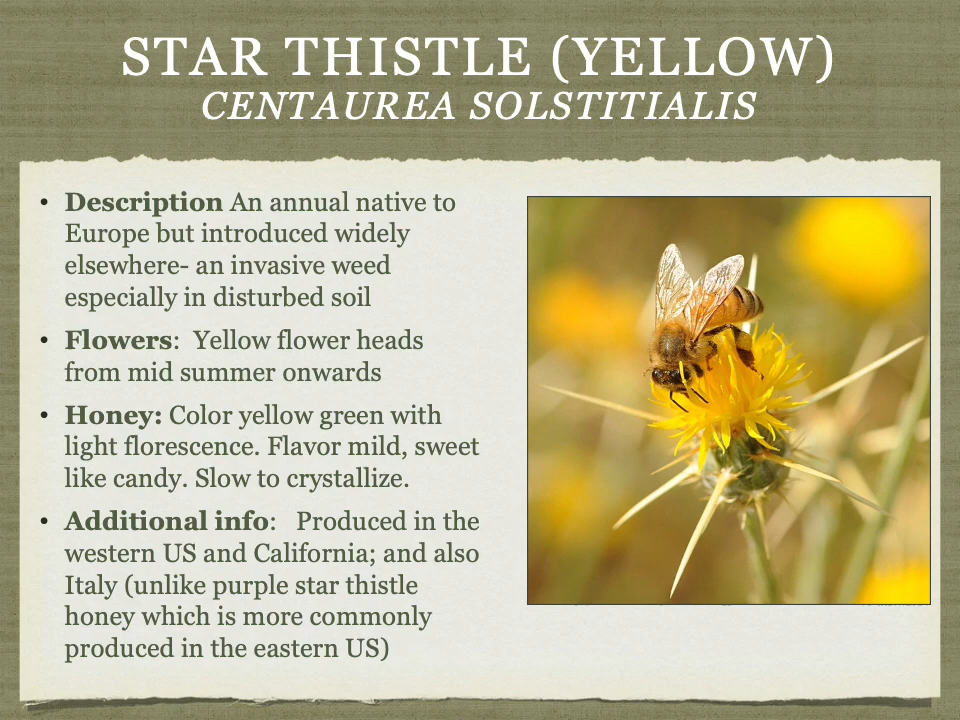 STAR THISTLE (YELLOW)
CENTAUREA SOLSTITIALIS
• Description An annual native to
Europe but introduced widely
elsewhere- an invasive weed
especially in disturbed soil
• Flowers:  Yellow flower heads
from mid summer onwards
• Honey: Color yellow green with
light florescence. Flavor mild, sweet
like candy. Slow to crystallize.
• Additional info:   Produced in the
western US and California; and also
Italy (unlike purple star thistle
honey which is more commonly
produced in the eastern US)